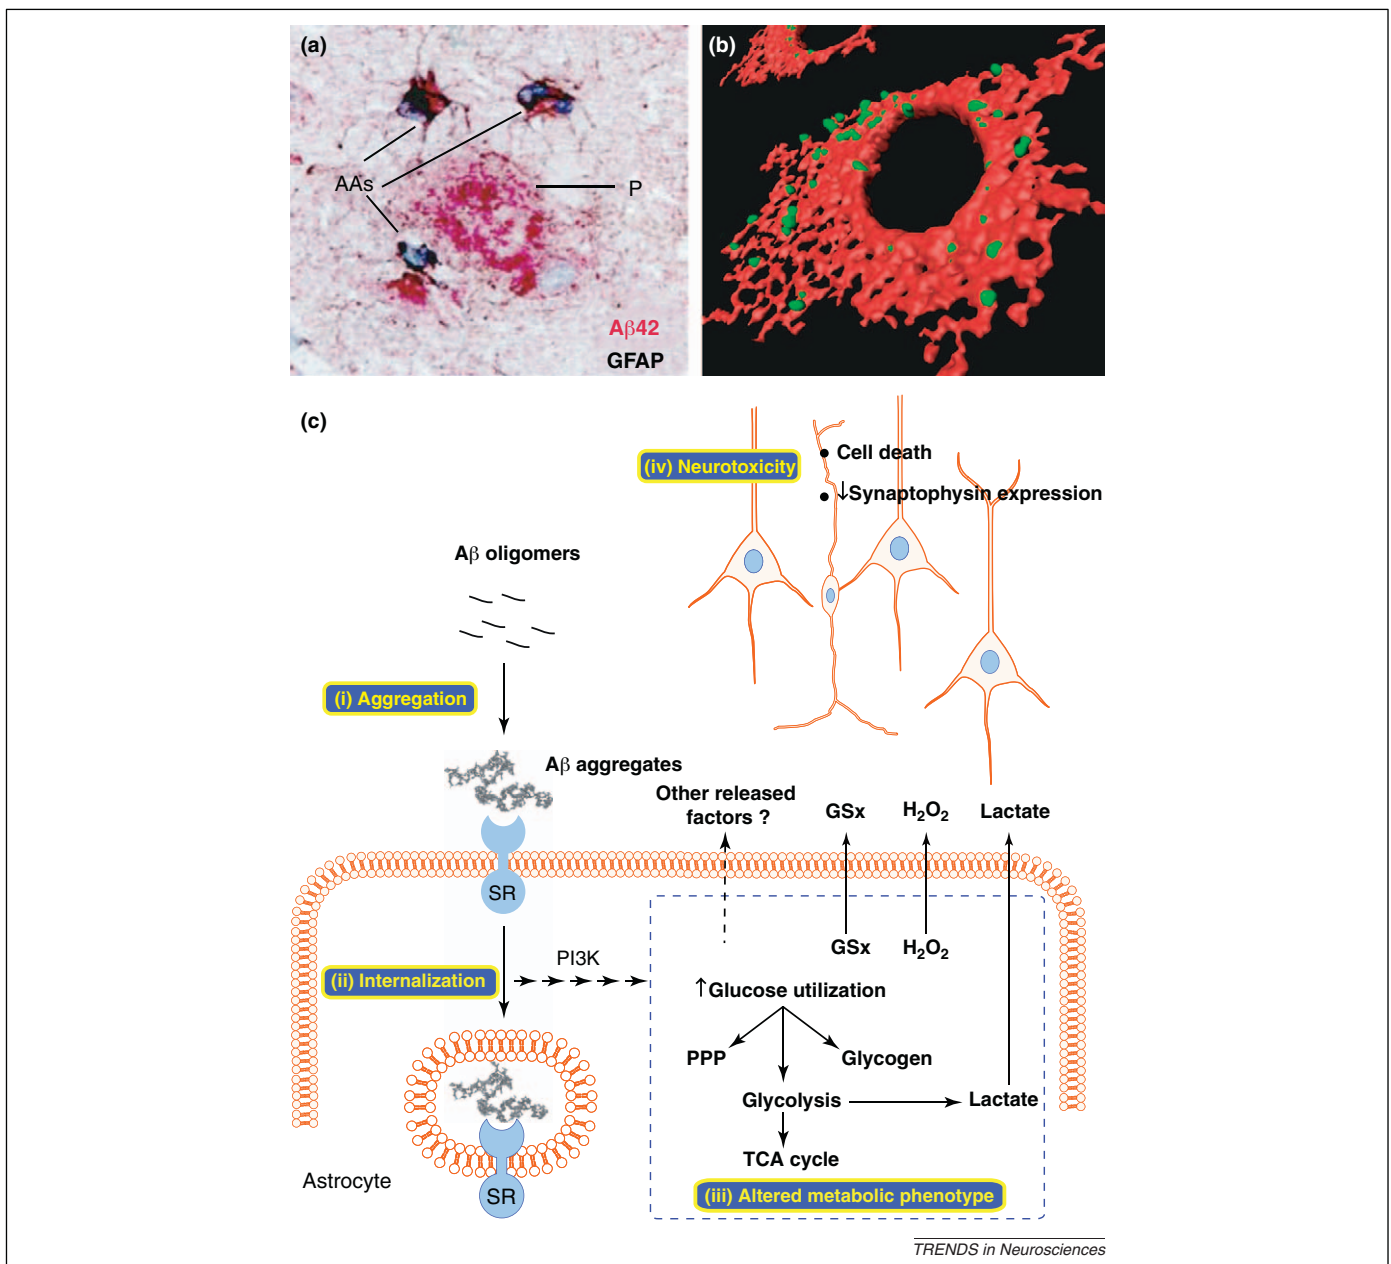 (a)
AAs
P
Aβ42
GFAP
(b)
(c)
(iv) Neurotoxicity
Cell death
↓Synaptophysin expression
Aβ oligomers
(i) Aggregation
Aβ aggregates
Other released
factors ?
GSx
H₂O₂
Lactate
SR
GSx
H₂O₂
PI3K
(ii) Internalization
↑Glucose utilization
PPP
Glycogen
Glycolysis
Lactate
TCA cycle
(iii) Altered metabolic phenotype
Astrocyte
SR
TRENDS in Neurosciences